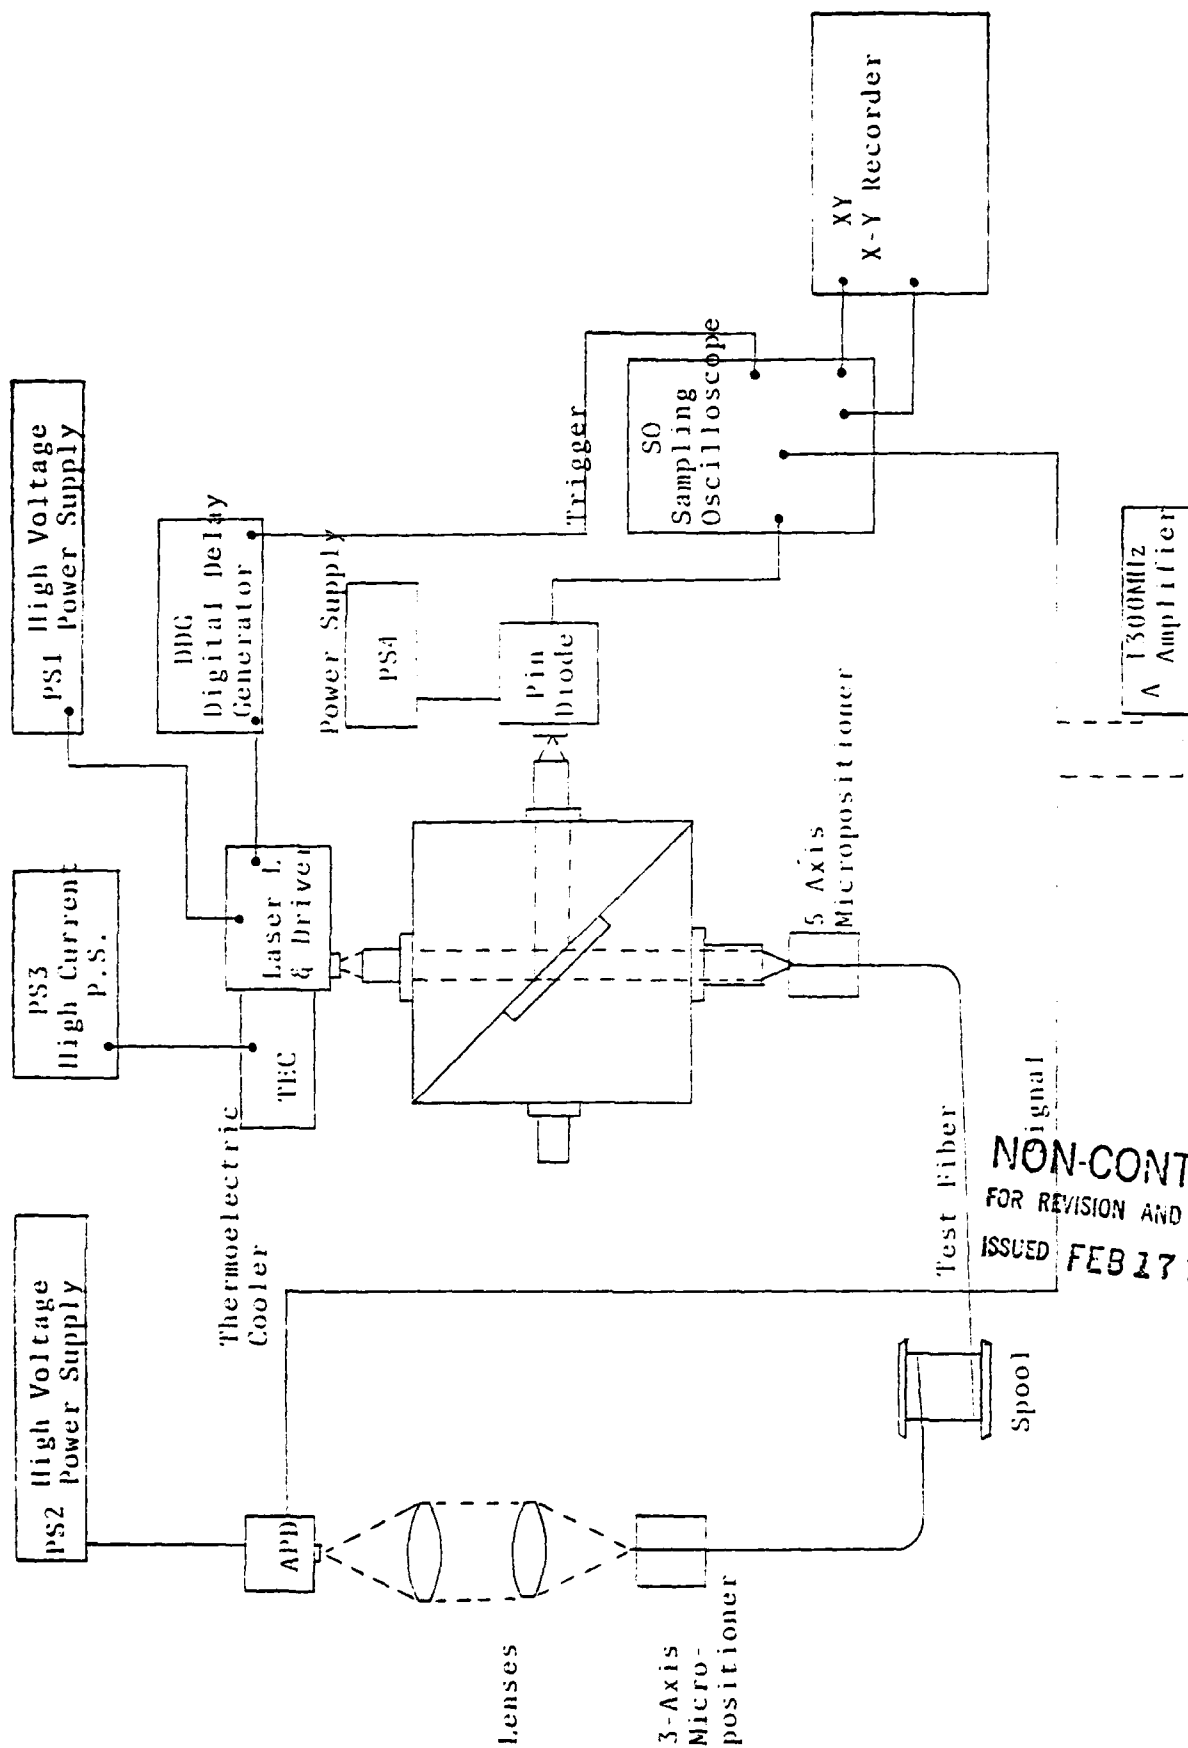 PS2 High Voltage
Power Supply
PS3
High Current
P.S.
PS1 High Voltage
Power Supply
APD
Thermoelectric
Cooler
TEC
Laser L
& Driver
DDG
Digital Delay
Generator
Lenses
Power Supply
PS4
Pin
Diode
Trigger
3-Axis
Micro-
positioner
5 Axis
Micropositioner
SO
Sampling
Oscilloscope
XY
X-Y Recorder
Test Fiber
Spool
ignal
1300MHz
A Amplifier
NON-CONT
FOR REVISION AND
ISSUED FEB 17